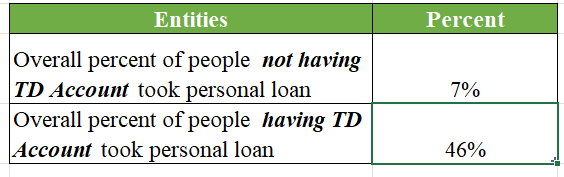 Entities Percent
Overall percent of people not having
TD Account took personal loan 7%
Overall percent of people having TD
Account took personal loan 46%